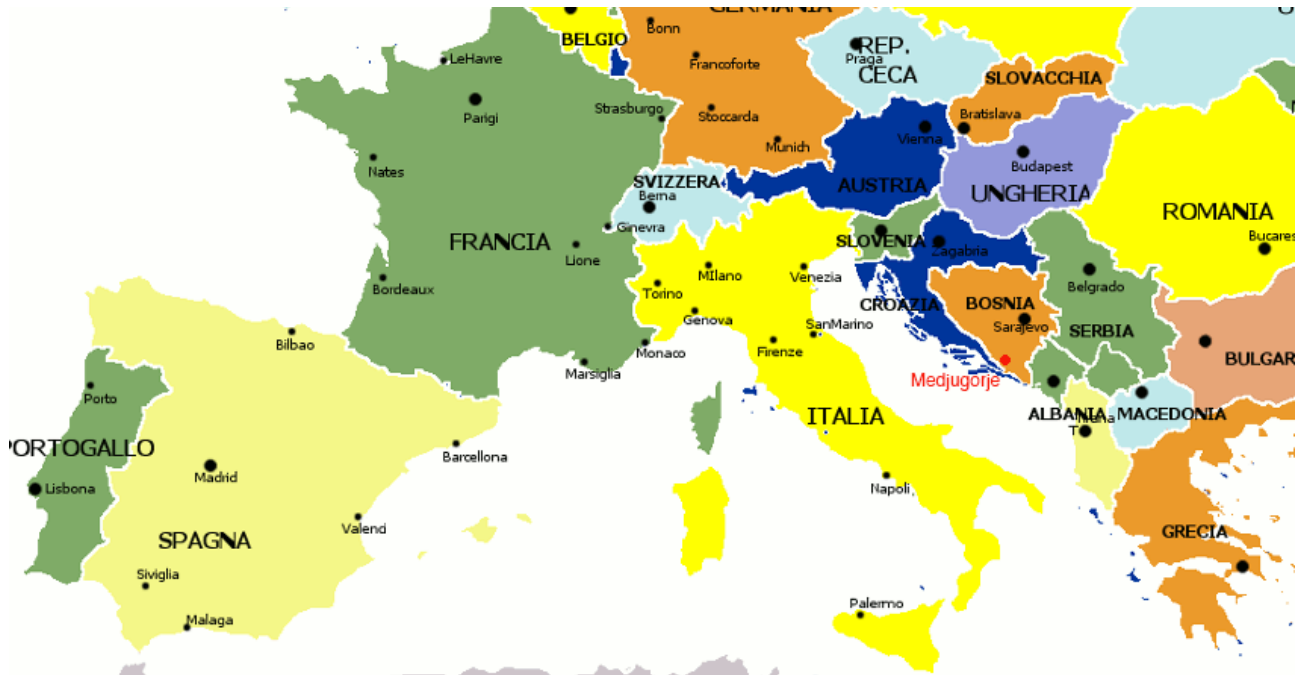 GERMANIA
Bonn
BELGIO
REP.
Praga
CECA
LeHavre
Francoforte
SLOVACCHIA
Parigi
Strasburgo
Stoccarda
Bratislava
Vienna
Munich
Nates
Budapest
SVIZZERA
AUSTRIA
UNGHERIA
Berna
ROMANIA
Ginevra
FRANCIA
SLOVENIA
Zagabria
Bucares
Lione
MIlano
Venezia
Bordeaux
Torino
Belgrado
CROAZIA
BOSNIA
Genova
SanMarino
Sarajevo
SERBIA
Bilbao
Monaco
Firenze
Marsiglia
BULGAR
Medjugorje
Porto
ITALIA
ALBANIA
MACEDONIA
PORTOGALLO
Barcellona
Madrid
Lisbona
Napoli
Valenci
SPAGNA
GRECIA
Siviglia
Palermo
Malaga